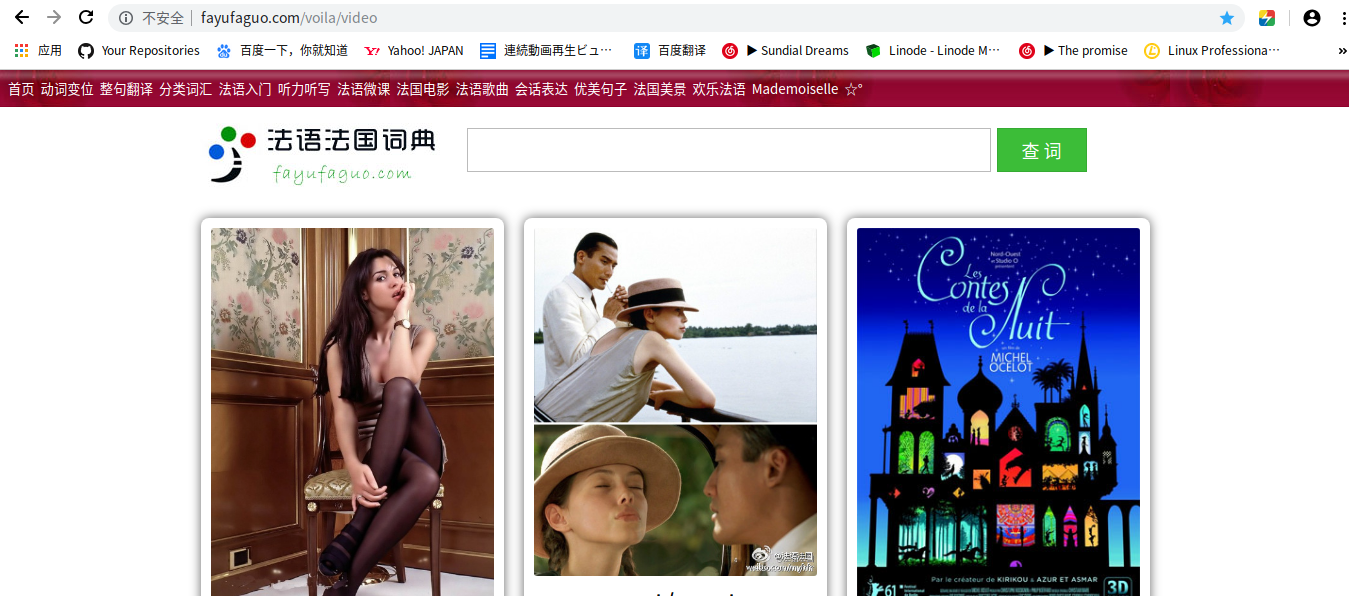 不安全 fayufaguo.com/voila/video
应用 Your Repositories 百度一下，你就知道 Yahoo! JAPAN 連続動画再生ビュ… 译 百度翻译 ▶ Sundial Dreams Linode - Linode M… ▶ The promise Linux Professiona… »
首页 动词变位 整句翻译 分类词汇 法语入门 听力听写 法语微课 法国电影 法语歌曲 会话表达 优美句子 法国美景 欢乐法语 Mademoiselle ☆°
法语法国词典
fayufaguo.com
查 词
Nord-Ouest
et Studio O
présentent
Les
Contes
de la
Nuit
un film de
MICHEL
OCELOT
@法语法国
Par le créateur de KIRIKOU & AZUR ET ASMAR
61
3D